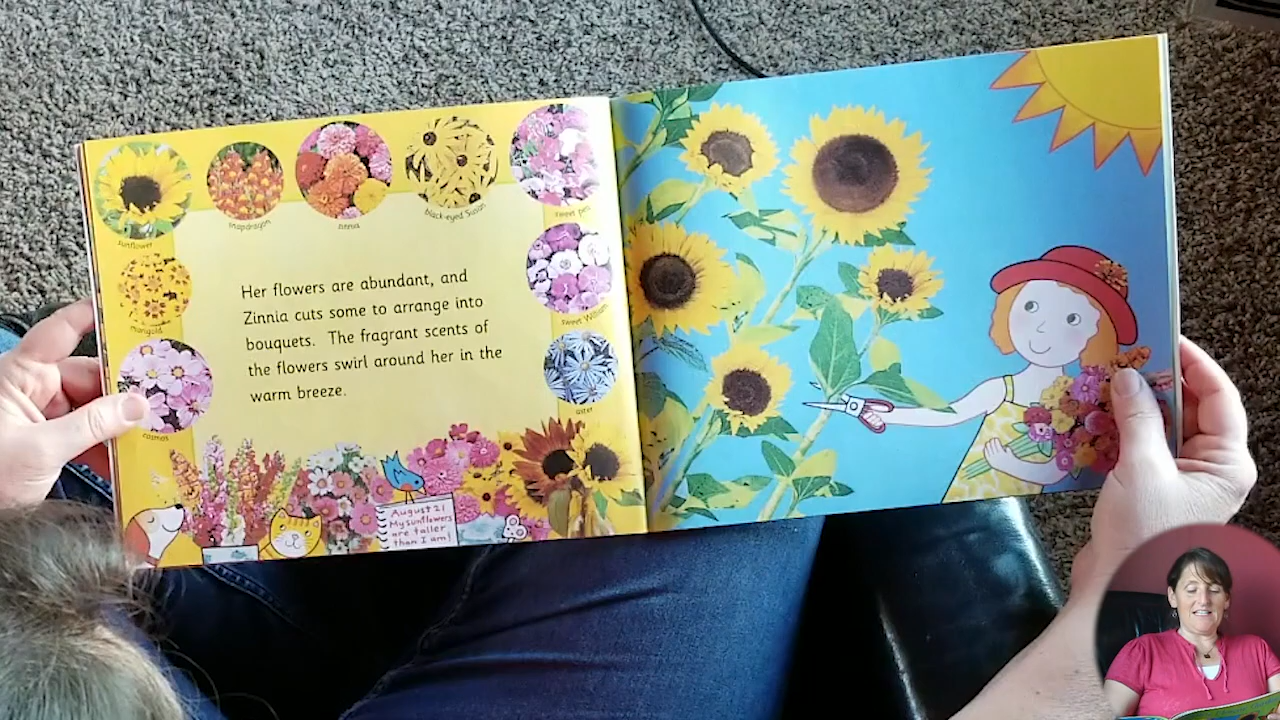 sunflower
snapdragon
zinnia
black-eyed Susan
sweet pea
marigold
sweet William
cosmos
aster
Her flowers are abundant, and
Zinnia cuts some to arrange into
bouquets. The fragrant scents of
the flowers swirl around her in the
warm breeze.
August 21
My sunflowers
are taller
than I am!